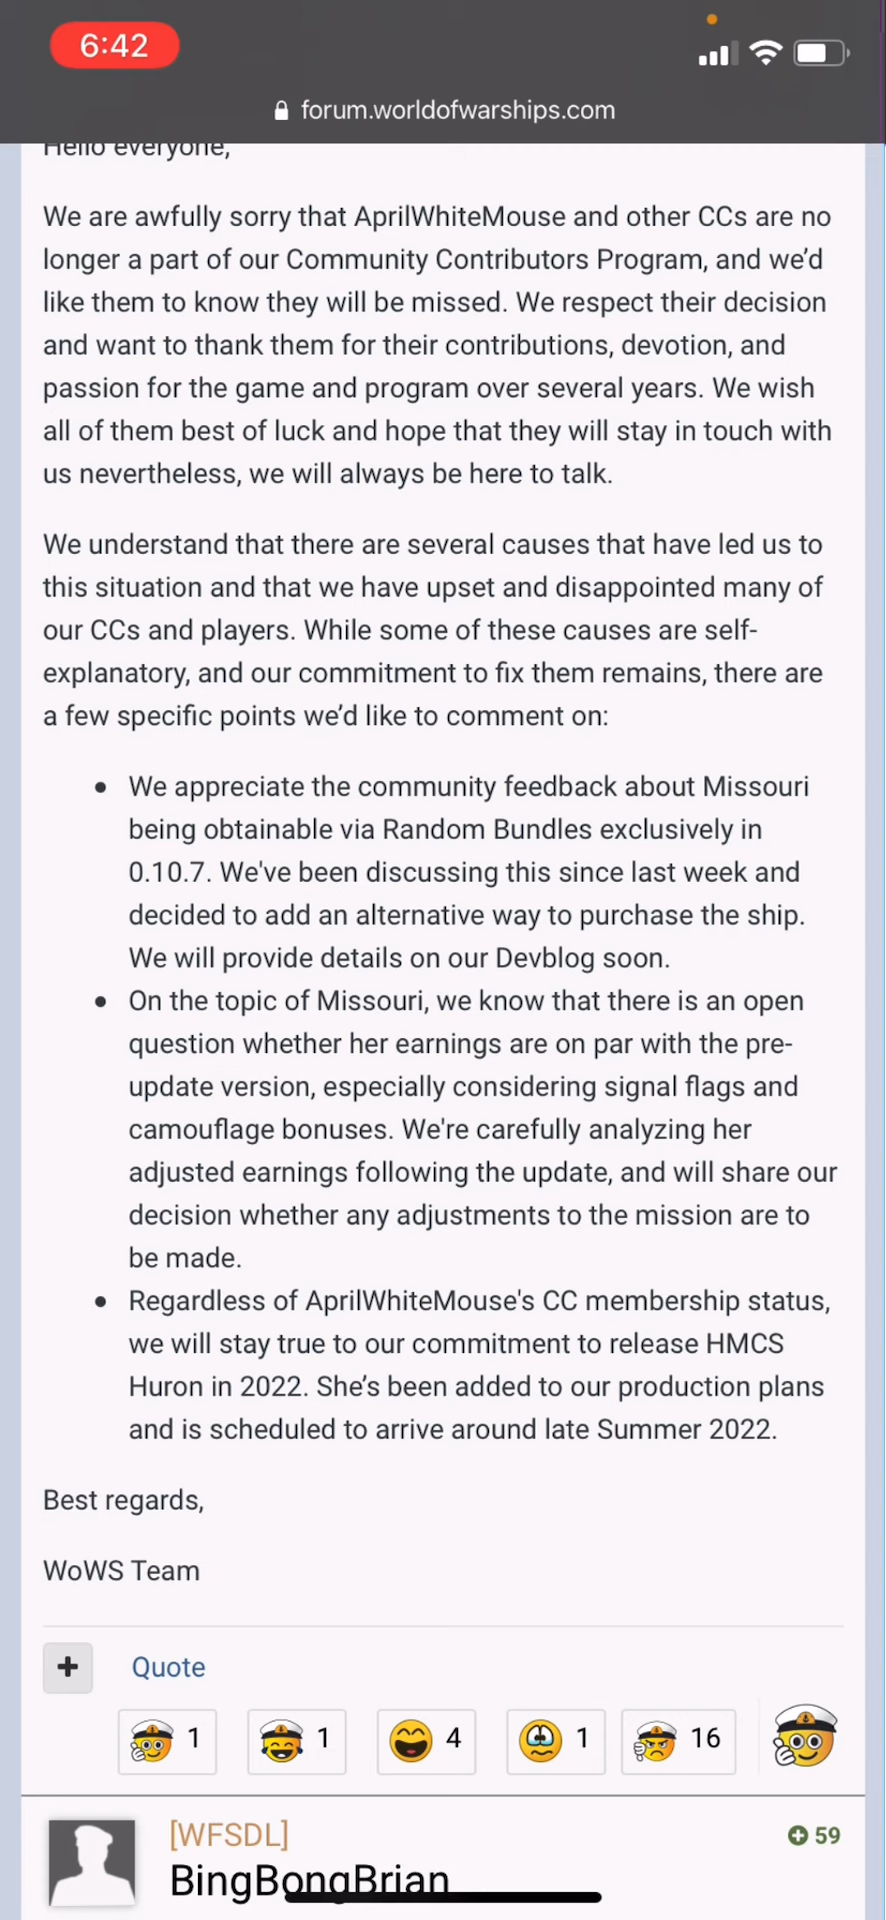 6:42
forum.worldofwarships.com
Hello everyone,
We are awfully sorry that AprilWhiteMouse and other CCs are no
longer a part of our Community Contributors Program, and we’d
like them to know they will be missed. We respect their decision
and want to thank them for their contributions, devotion, and
passion for the game and program over several years. We wish
all of them best of luck and hope that they will stay in touch with
us nevertheless, we will always be here to talk.
We understand that there are several causes that have led us to
this situation and that we have upset and disappointed many of
our CCs and players. While some of these causes are self-
explanatory, and our commitment to fix them remains, there are
a few specific points we’d like to comment on:
• We appreciate the community feedback about Missouri
being obtainable via Random Bundles exclusively in
0.10.7. We've been discussing this since last week and
decided to add an alternative way to purchase the ship.
We will provide details on our Devblog soon.
• On the topic of Missouri, we know that there is an open
question whether her earnings are on par with the pre-
update version, especially considering signal flags and
camouflage bonuses. We're carefully analyzing her
adjusted earnings following the update, and will share our
decision whether any adjustments to the mission are to
be made.
• Regardless of AprilWhiteMouse's CC membership status,
we will stay true to our commitment to release HMCS
Huron in 2022. She’s been added to our production plans
and is scheduled to arrive around late Summer 2022.
Best regards,
WoWS Team
+ Quote
1 1 4 1 16
[WFSDL] 59
BingBongBrian